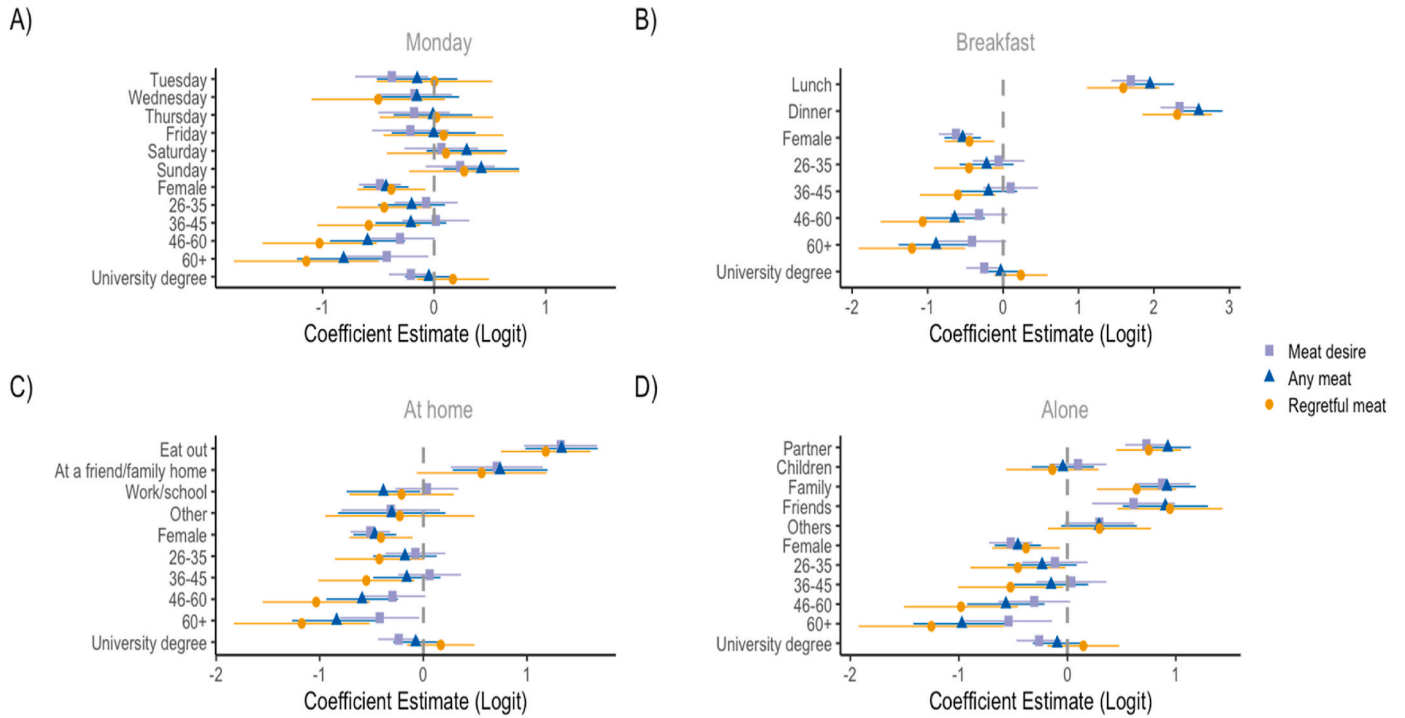 A)
Monday
Tuesday
Wednesday
Thursday
Friday
Saturday
Sunday
Female
26-35
36-45
46-60
60+
University degree
-1 0 1
Coefficient Estimate (Logit)
B)
Breakfast
Lunch
Dinner
Female
26-35
36-45
46-60
60+
University degree
-2 -1 0 1 2 3
Coefficient Estimate (Logit)
Meat desire
Any meat
Regretful meat
C)
At home
Eat out
At a friend/family home
Work/school
Other
Female
26-35
36-45
46-60
60+
University degree
-2 -1 0 1
Coefficient Estimate (Logit)
D)
Alone
Partner
Children
Family
Friends
Others
Female
26-35
36-45
46-60
60+
University degree
-2 -1 0 1
Coefficient Estimate (Logit)